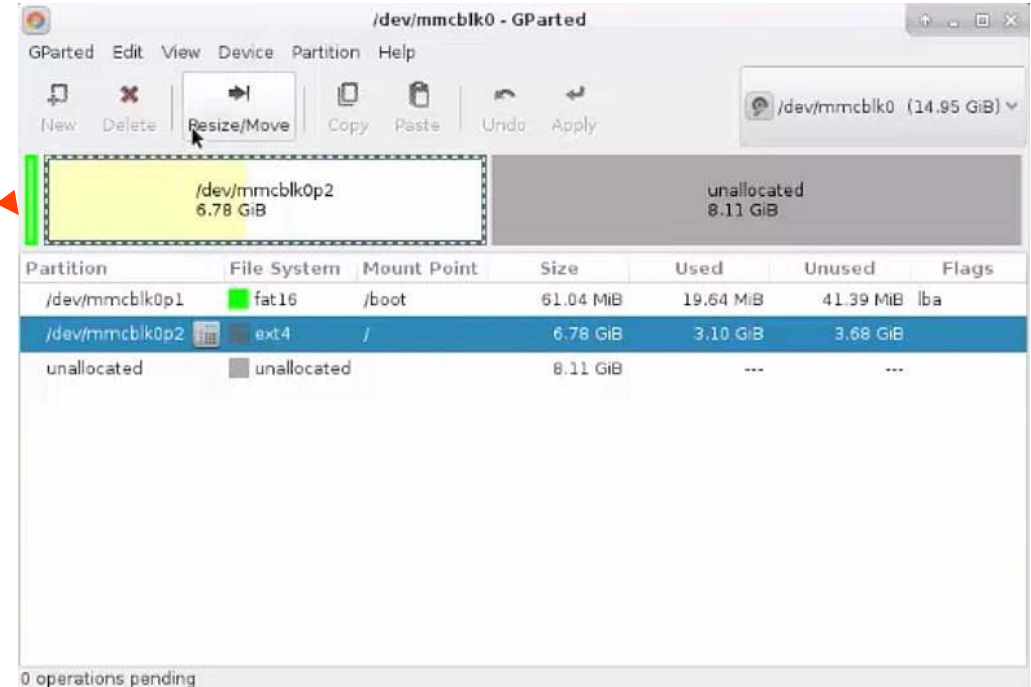 /dev/mmcblk0 - GParted
GParted Edit View Device Partition Help
New Delete Resize/Move Copy Paste Undo Apply /dev/mmcblk0 (14.95 GiB)
/dev/mmcblk0p2 unallocated
6.78 GiB 8.11 GiB
Partition File System Mount Point Size Used Unused Flags
/dev/mmcblk0p1 fat16 /boot 61.04 MiB 19.64 MiB 41.39 MiB lba
/dev/mmcblk0p2 ext4 / 6.78 GiB 3.10 GiB 3.68 GiB
unallocated unallocated 8.11 GiB --- ---
0 operations pending